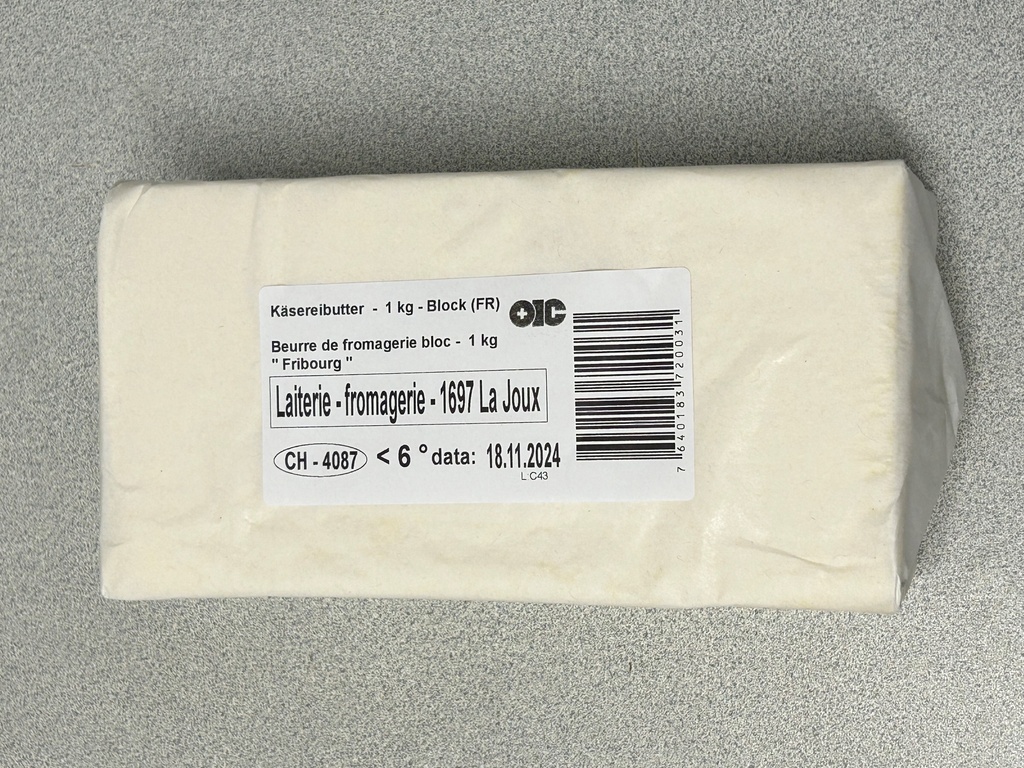 Käsereibutter - 1 kg - Block (FR)
OIC
Beurre de fromagerie bloc - 1 kg
" Fribourg "
Laiterie - fromagerie - 1697 La Joux
CH - 4087 < 6 ° data: 18.11.2024
L:C43
7 640183 720031